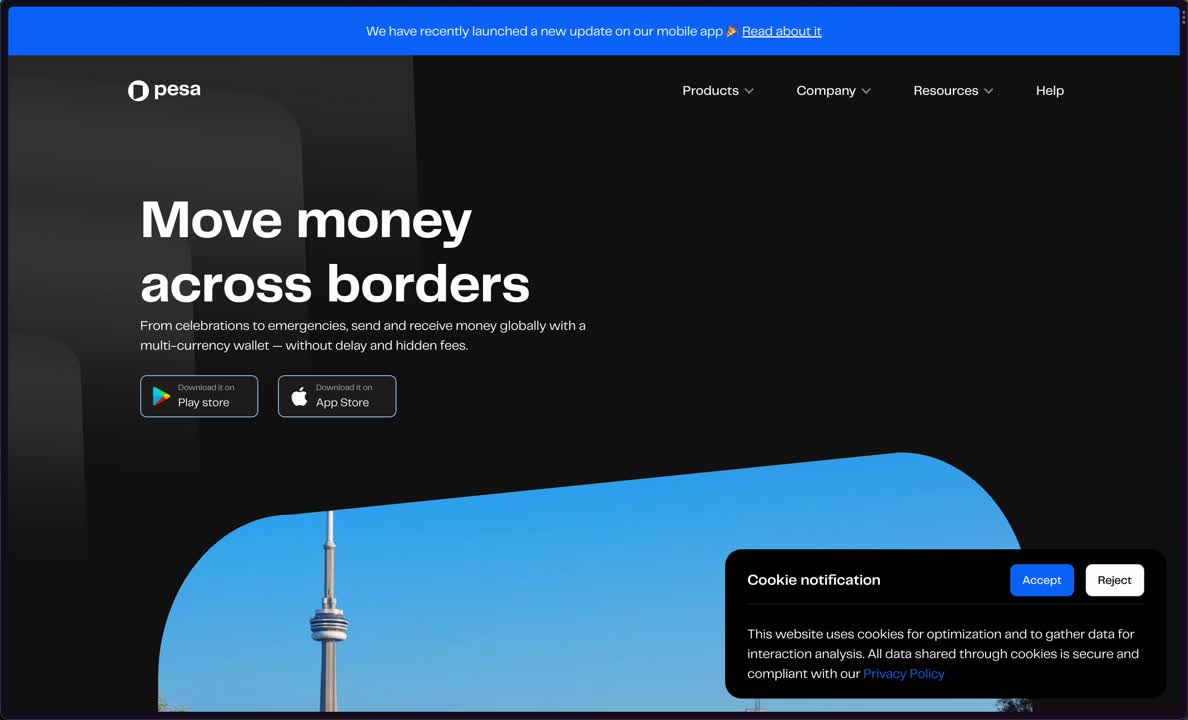 We have recently launched a new update on our mobile app 🎉 Read about it
pesa
Products
Company
Resources
Help
Move money
across borders
From celebrations to emergencies, send and receive money globally with a
multi-currency wallet — without delay and hidden fees.
Download it on
Play store
Download it on
App Store
Cookie notification
Accept
Reject
This website uses cookies for optimization and to gather data for
interaction analysis. All data shared through cookies is secure and
compliant with our Privacy Policy